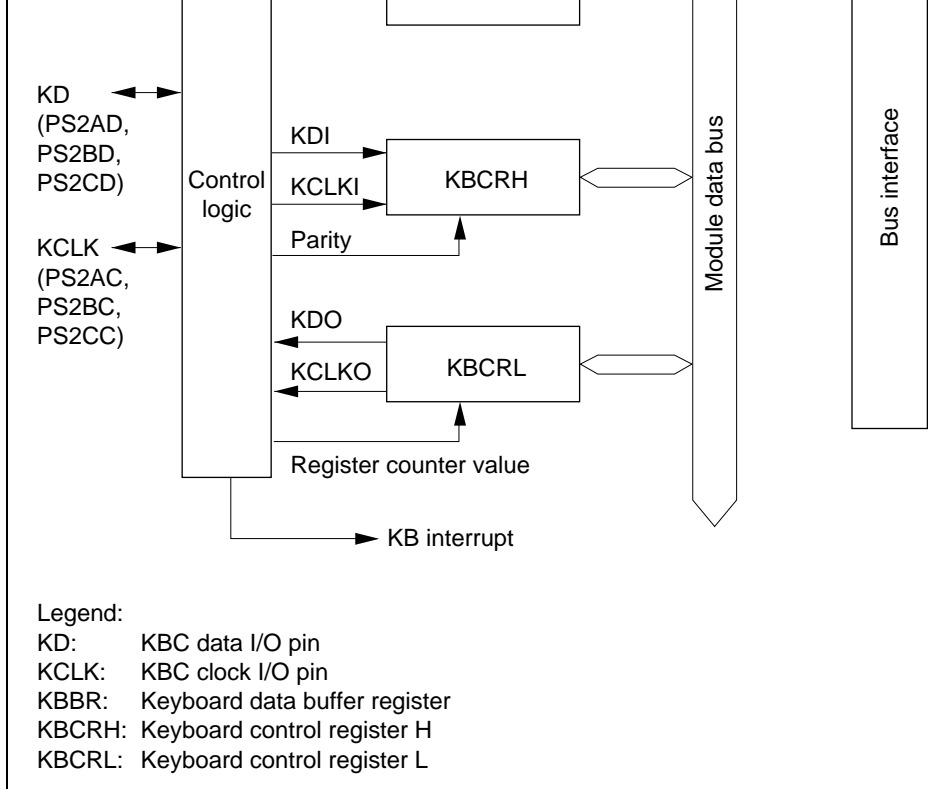 KD
(PS2AD,
PS2BD,
PS2CD)
KCLK
(PS2AC,
PS2BC,
PS2CC)
Control
logic
KDI
KCLKI
Parity
KBCRH
KDO
KCLKO
KBCRL
Register counter value
KB interrupt
Module data bus
Bus interface
Legend:
KD: KBC data I/O pin
KCLK: KBC clock I/O pin
KBBR: Keyboard data buffer register
KBCRH: Keyboard control register H
KBCRL: Keyboard control register L